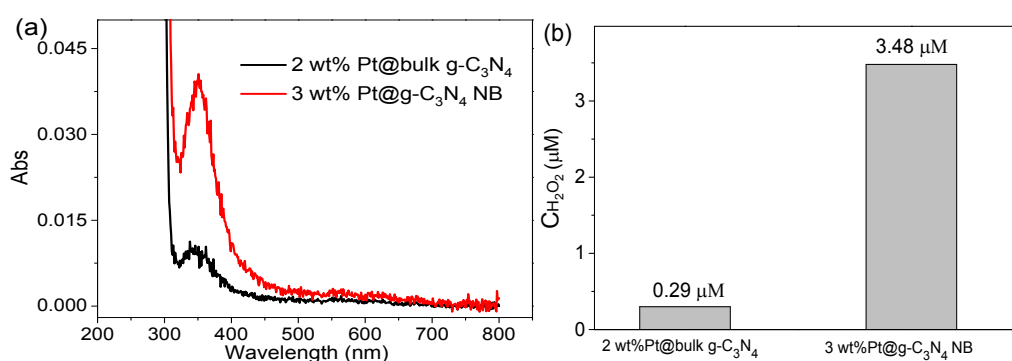 (a)
0.045
0.030
0.015
0.000
Abs
2 wt% Pt@bulk g-C₃N₄
3 wt% Pt@g-C₃N₄ NB
200 300 400 500 600 700 800
Wavelength (nm)
(b)
3
2
1
0
C_H₂O₂ (μM)
0.29 μM
3.48 μM
2 wt%Pt@bulk g-C₃N₄
3 wt%Pt@g-C₃N₄ NB